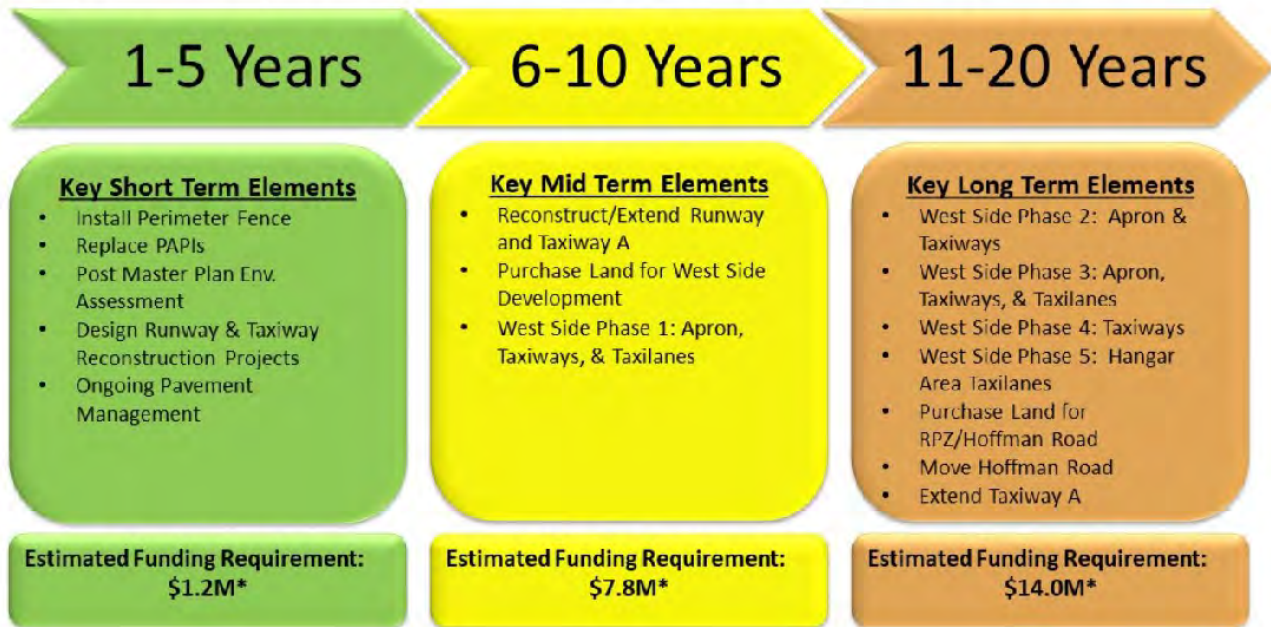 1-5 Years
6-10 Years
11-20 Years
Key Short Term Elements
• Install Perimeter Fence
• Replace PAPIs
• Post Master Plan Env.
Assessment
• Design Runway & Taxiway
Reconstruction Projects
• Ongoing Pavement
Management
Estimated Funding Requirement:
$1.2M*
Key Mid Term Elements
• Reconstruct/Extend Runway
and Taxiway A
• Purchase Land for West Side
Development
• West Side Phase 1: Apron,
Taxiways, & Taxilanes
Estimated Funding Requirement:
$7.8M*
Key Long Term Elements
• West Side Phase 2: Apron &
Taxiways
• West Side Phase 3: Apron,
Taxiways, & Taxilanes
• West Side Phase 4: Taxiways
• West Side Phase 5: Hangar
Area Taxilanes
• Purchase Land for
RPZ/Hoffman Road
• Move Hoffman Road
• Extend Taxiway A
Estimated Funding Requirement:
$14.0M*